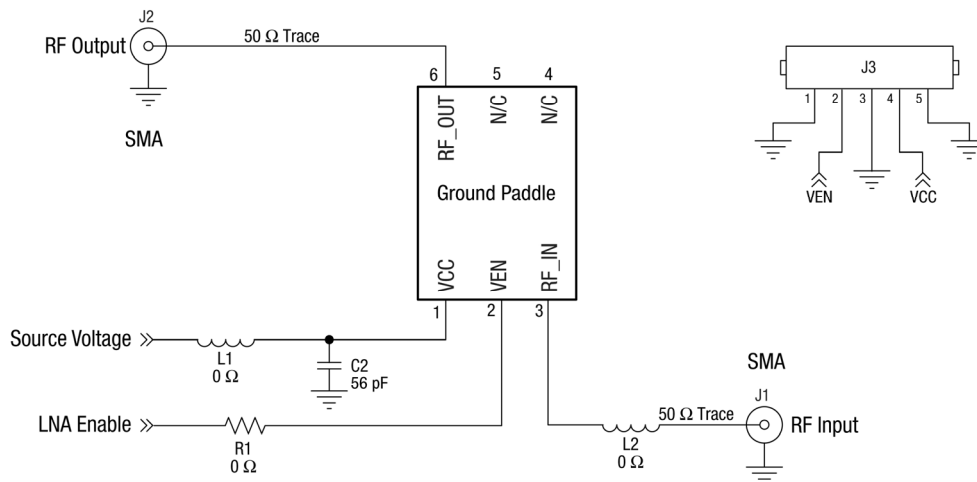 J2
RF Output
50 Ω Trace
SMA
6
5
4
RF_OUT
N/C
N/C
Ground Paddle
VCC
VEN
RF_IN
1
2
3
J3
1
2
3
4
5
VEN
VCC
Source Voltage
L1
0 Ω
C2
56 pF
LNA Enable
R1
0 Ω
L2
0 Ω
50 Ω Trace
SMA
J1
RF Input